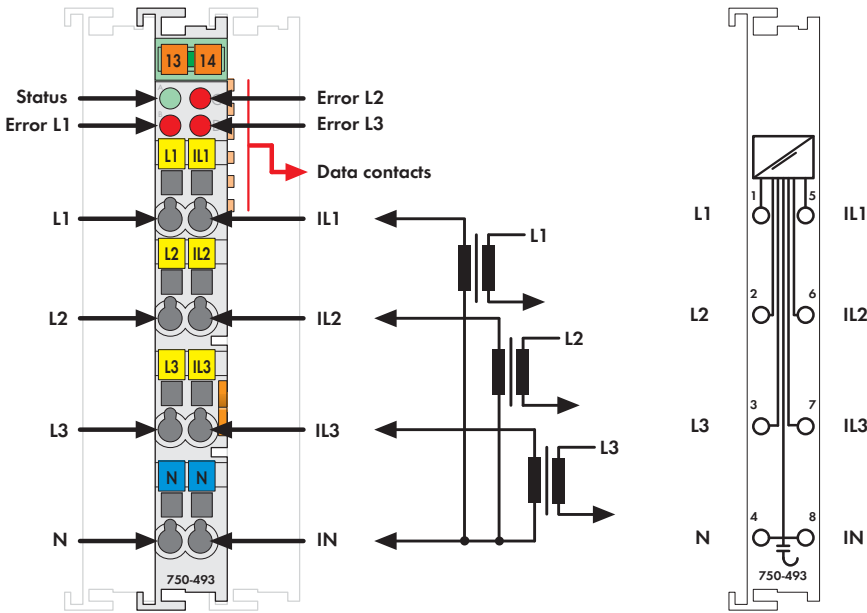 13 14
Status
Error L2
Error L1
Error L3
L1 IL1
Data contacts
L1
IL1
L2 IL2
L2
IL2
L3 IL3
L3
IL3
N N
N
IN
750-493
L1
L2
L3
1
5
L1
IL1
2
6
L2
IL2
3
7
L3
IL3
4
8
N
IN
750-493